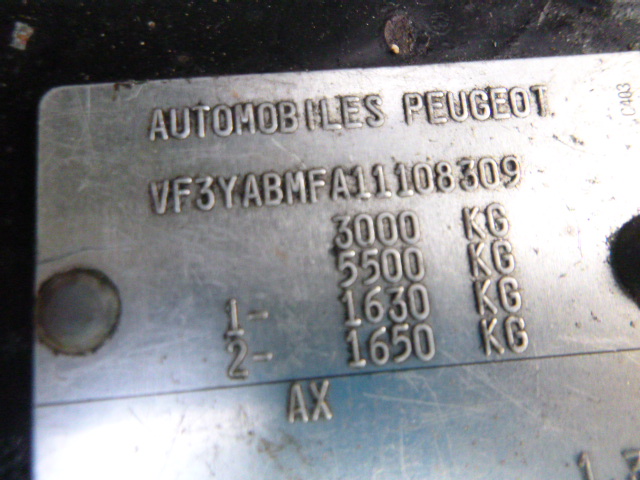 AUTOMOBILES PEUGEOT
VF3YABMFA11108309
3000 KG
5500 KG
1- 1630 KG
2- 1650 KG
AX